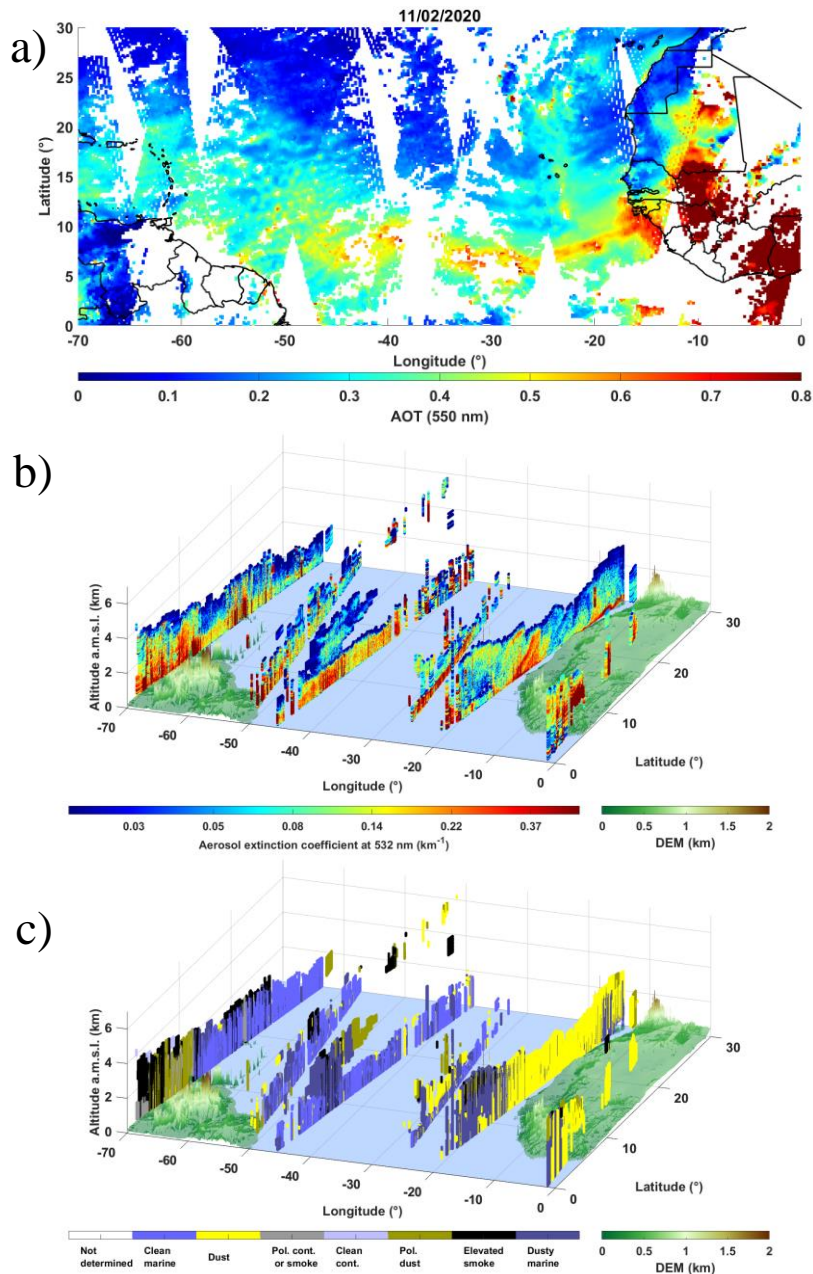 a)
11/02/2020
30
25
20
15
10
5
0
Latitude (°)
-70 -60 -50 -40 -30 -20 -10 0
Longitude (°)
0 0.1 0.2 0.3 0.4 0.5 0.6 0.7 0.8
AOT (550 nm)
b)
6
4
2
0
Altitude a.m.s.l. (km)
-70 -60 -50 -40 -30 -20 -10 0
Longitude (°)
0 10 20 30
Latitude (°)
0.03 0.05 0.08 0.14 0.22 0.37
Aerosol extinction coefficient at 532 nm (km⁻¹)
0 0.5 1 1.5 2
DEM (km)
c)
6
4
2
0
Altitude a.m.s.l. (km)
-70 -60 -50 -40 -30 -20 -10 0
Longitude (°)
0 10 20 30
Latitude (°)
Not determined
Clean marine
Dust
Pol. cont. or smoke
Clean cont.
Pol. dust
Elevated smoke
Dusty marine
0 0.5 1 1.5 2
DEM (km)